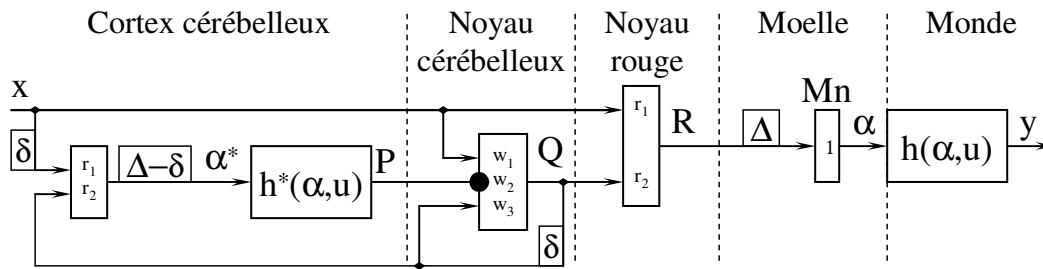 Cortex cérébelleux
Noyau
cérébelleux
Noyau
rouge
Moelle
Monde
x
δ
r₁
r₂
Δ−δ
α*
h*(α,u)
P
w₁
w₂
w₃
Q
δ
r₁
r₂
R
Δ
Mn
1
α
h(α,u)
y